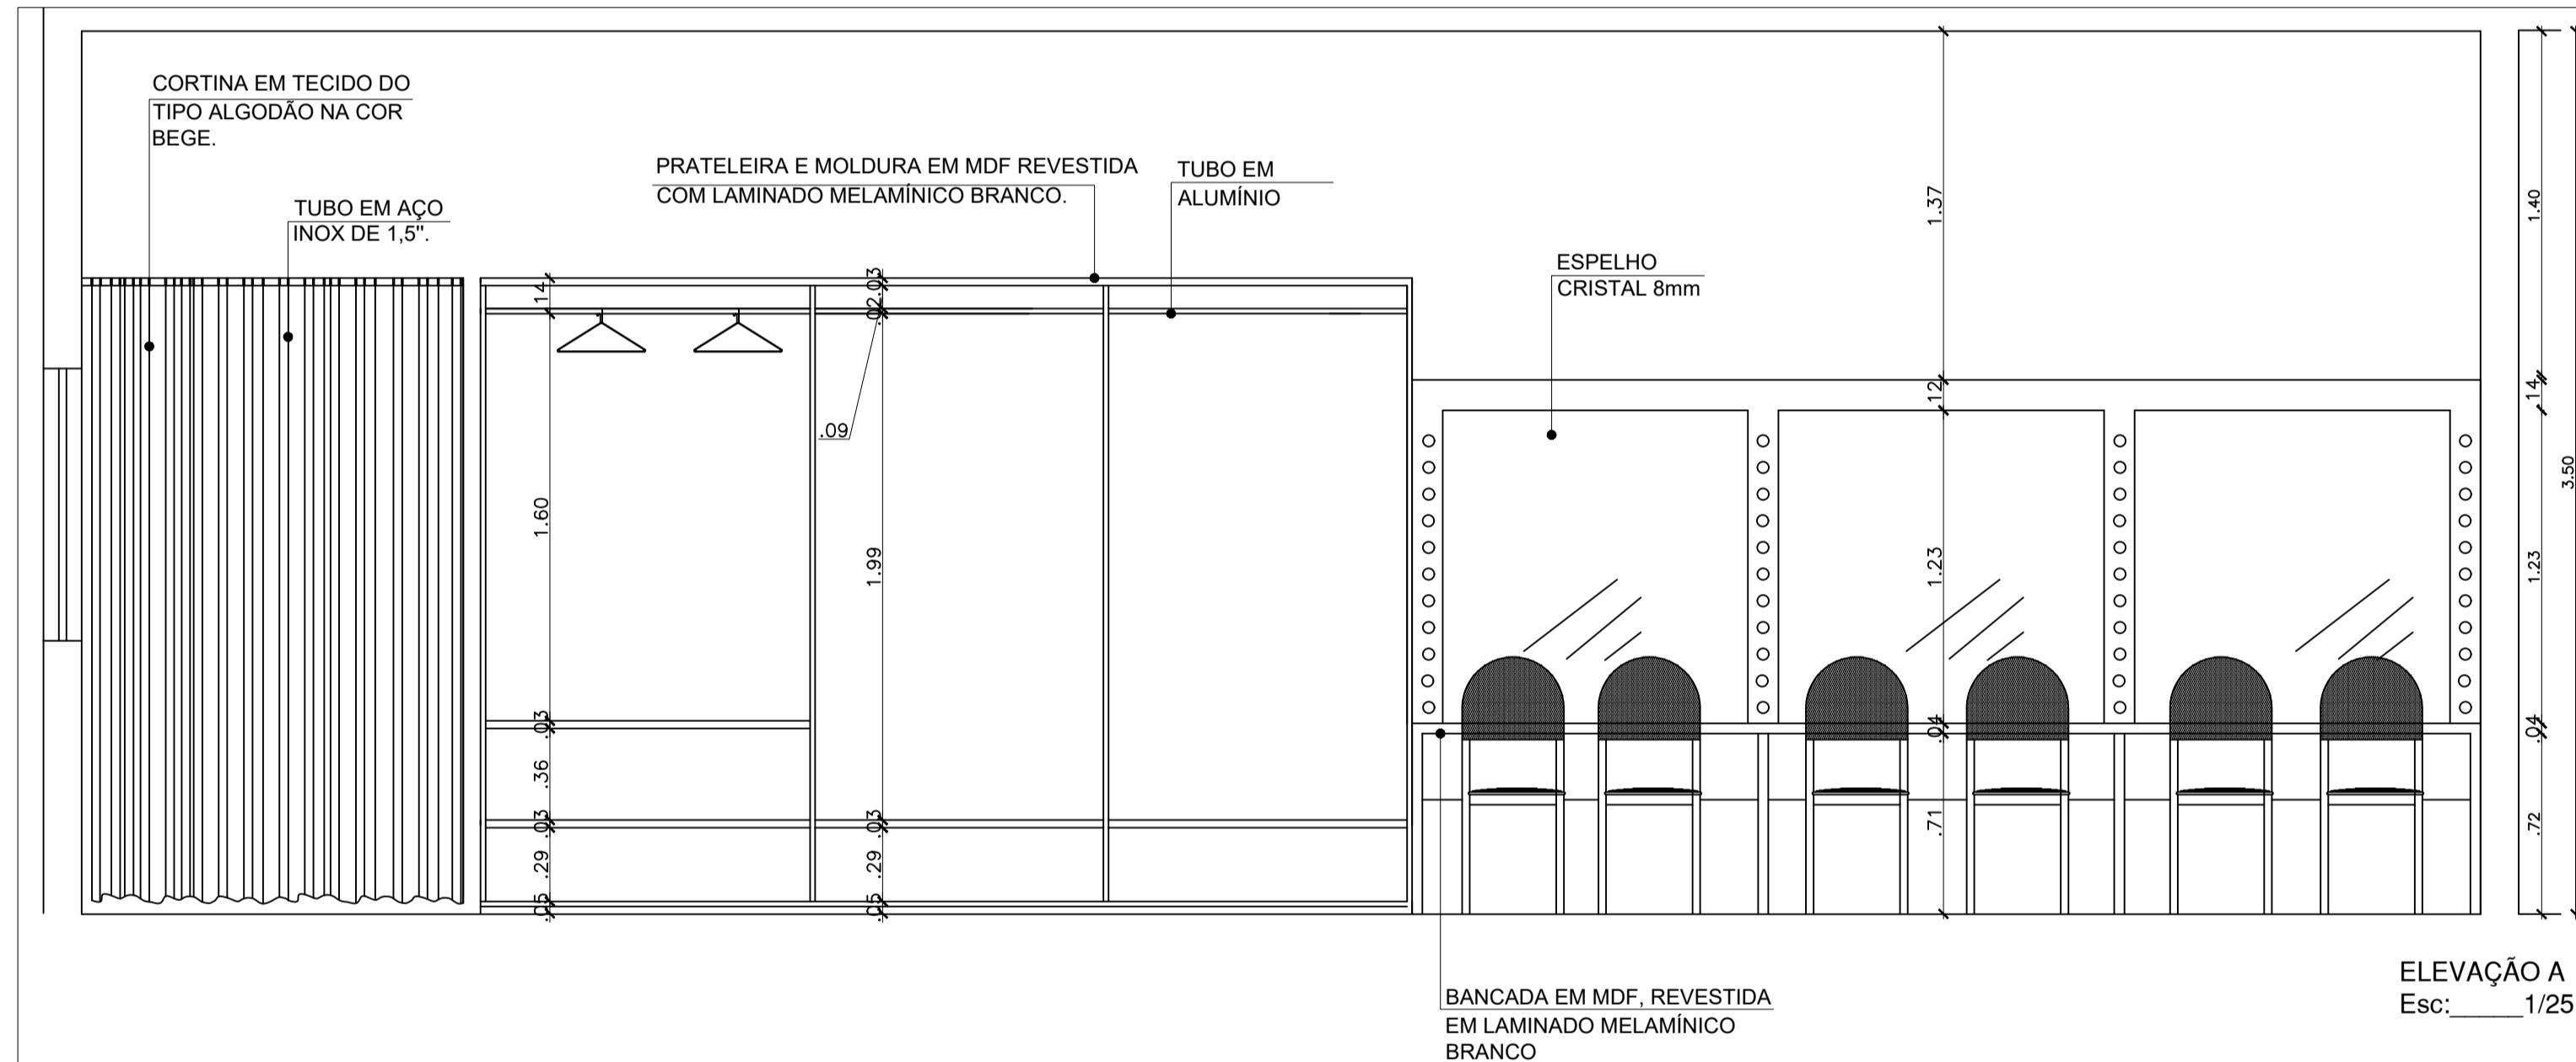 CORTINA EM TECIDO DO
TIPO ALGODÃO NA COR
BEGE.
TUBO EM AÇO
INOX DE 1,5".
PRATELEIRA E MOLDURA EM MDF REVESTIDA
COM LAMINADO MELAMÍNICO BRANCO.
TUBO EM
ALUMÍNIO
ESPELHO
CRISTAL 8mm
14
1.60
.03
.36
.03
.29
.05
.03
.02
.09
1.99
.03
.29
.05
1.37
12
1.23
.04
.71
1.40
14
1.23
.04
.72
3.50
BANCADA EM MDF, REVESTIDA
EM LAMINADO MELAMÍNICO
BRANCO
ELEVAÇÃO A
Esc:_____1/25